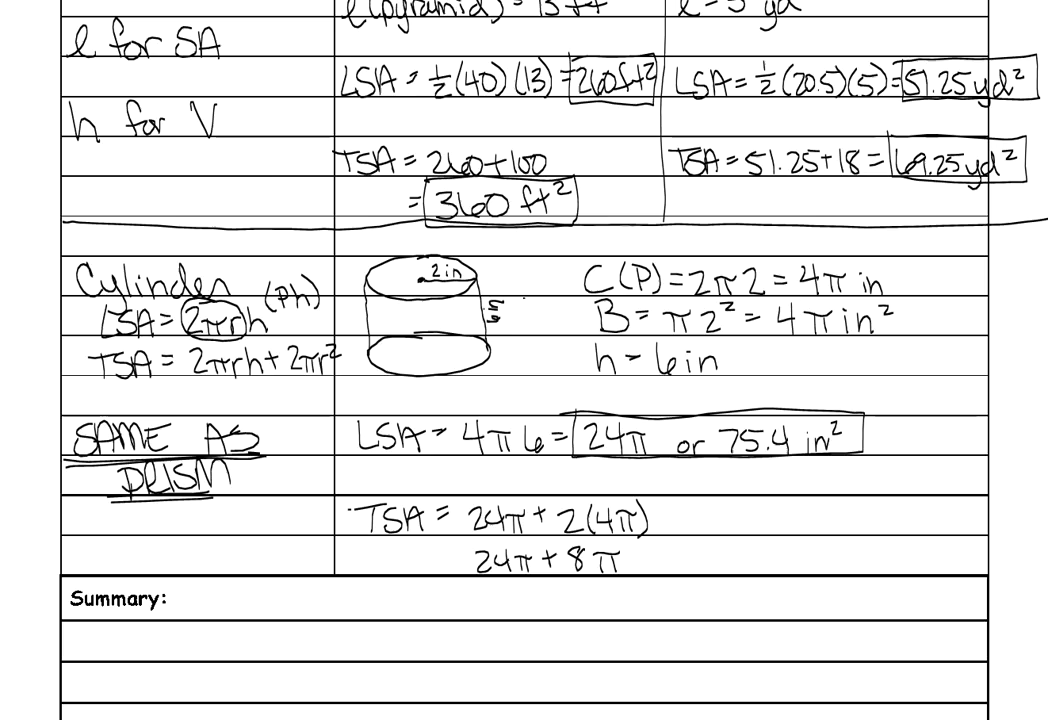 l (pyramid) = 13 ft
l = 5 yd
l for SA
LSA = ½(40)(13) = 260 ft²
LSA = ½(20.5)(5) = 51.25 yd²
h for V
TSA = 260 + 100
= 360 ft²
TSA = 51.25 + 18 = 69.25 yd²
Cylinder
(Ph)
LSA = 2πrh
TSA = 2πrh + 2πr²
2 in
6 in
C (P) = 2π2 = 4π in
B = π2² = 4π in²
h = 6 in
SAME AS
PRISM
LSA = 4π6 = 24π or 75.4 in²
TSA = 24π + 2(4π)
24π + 8π
Summary: